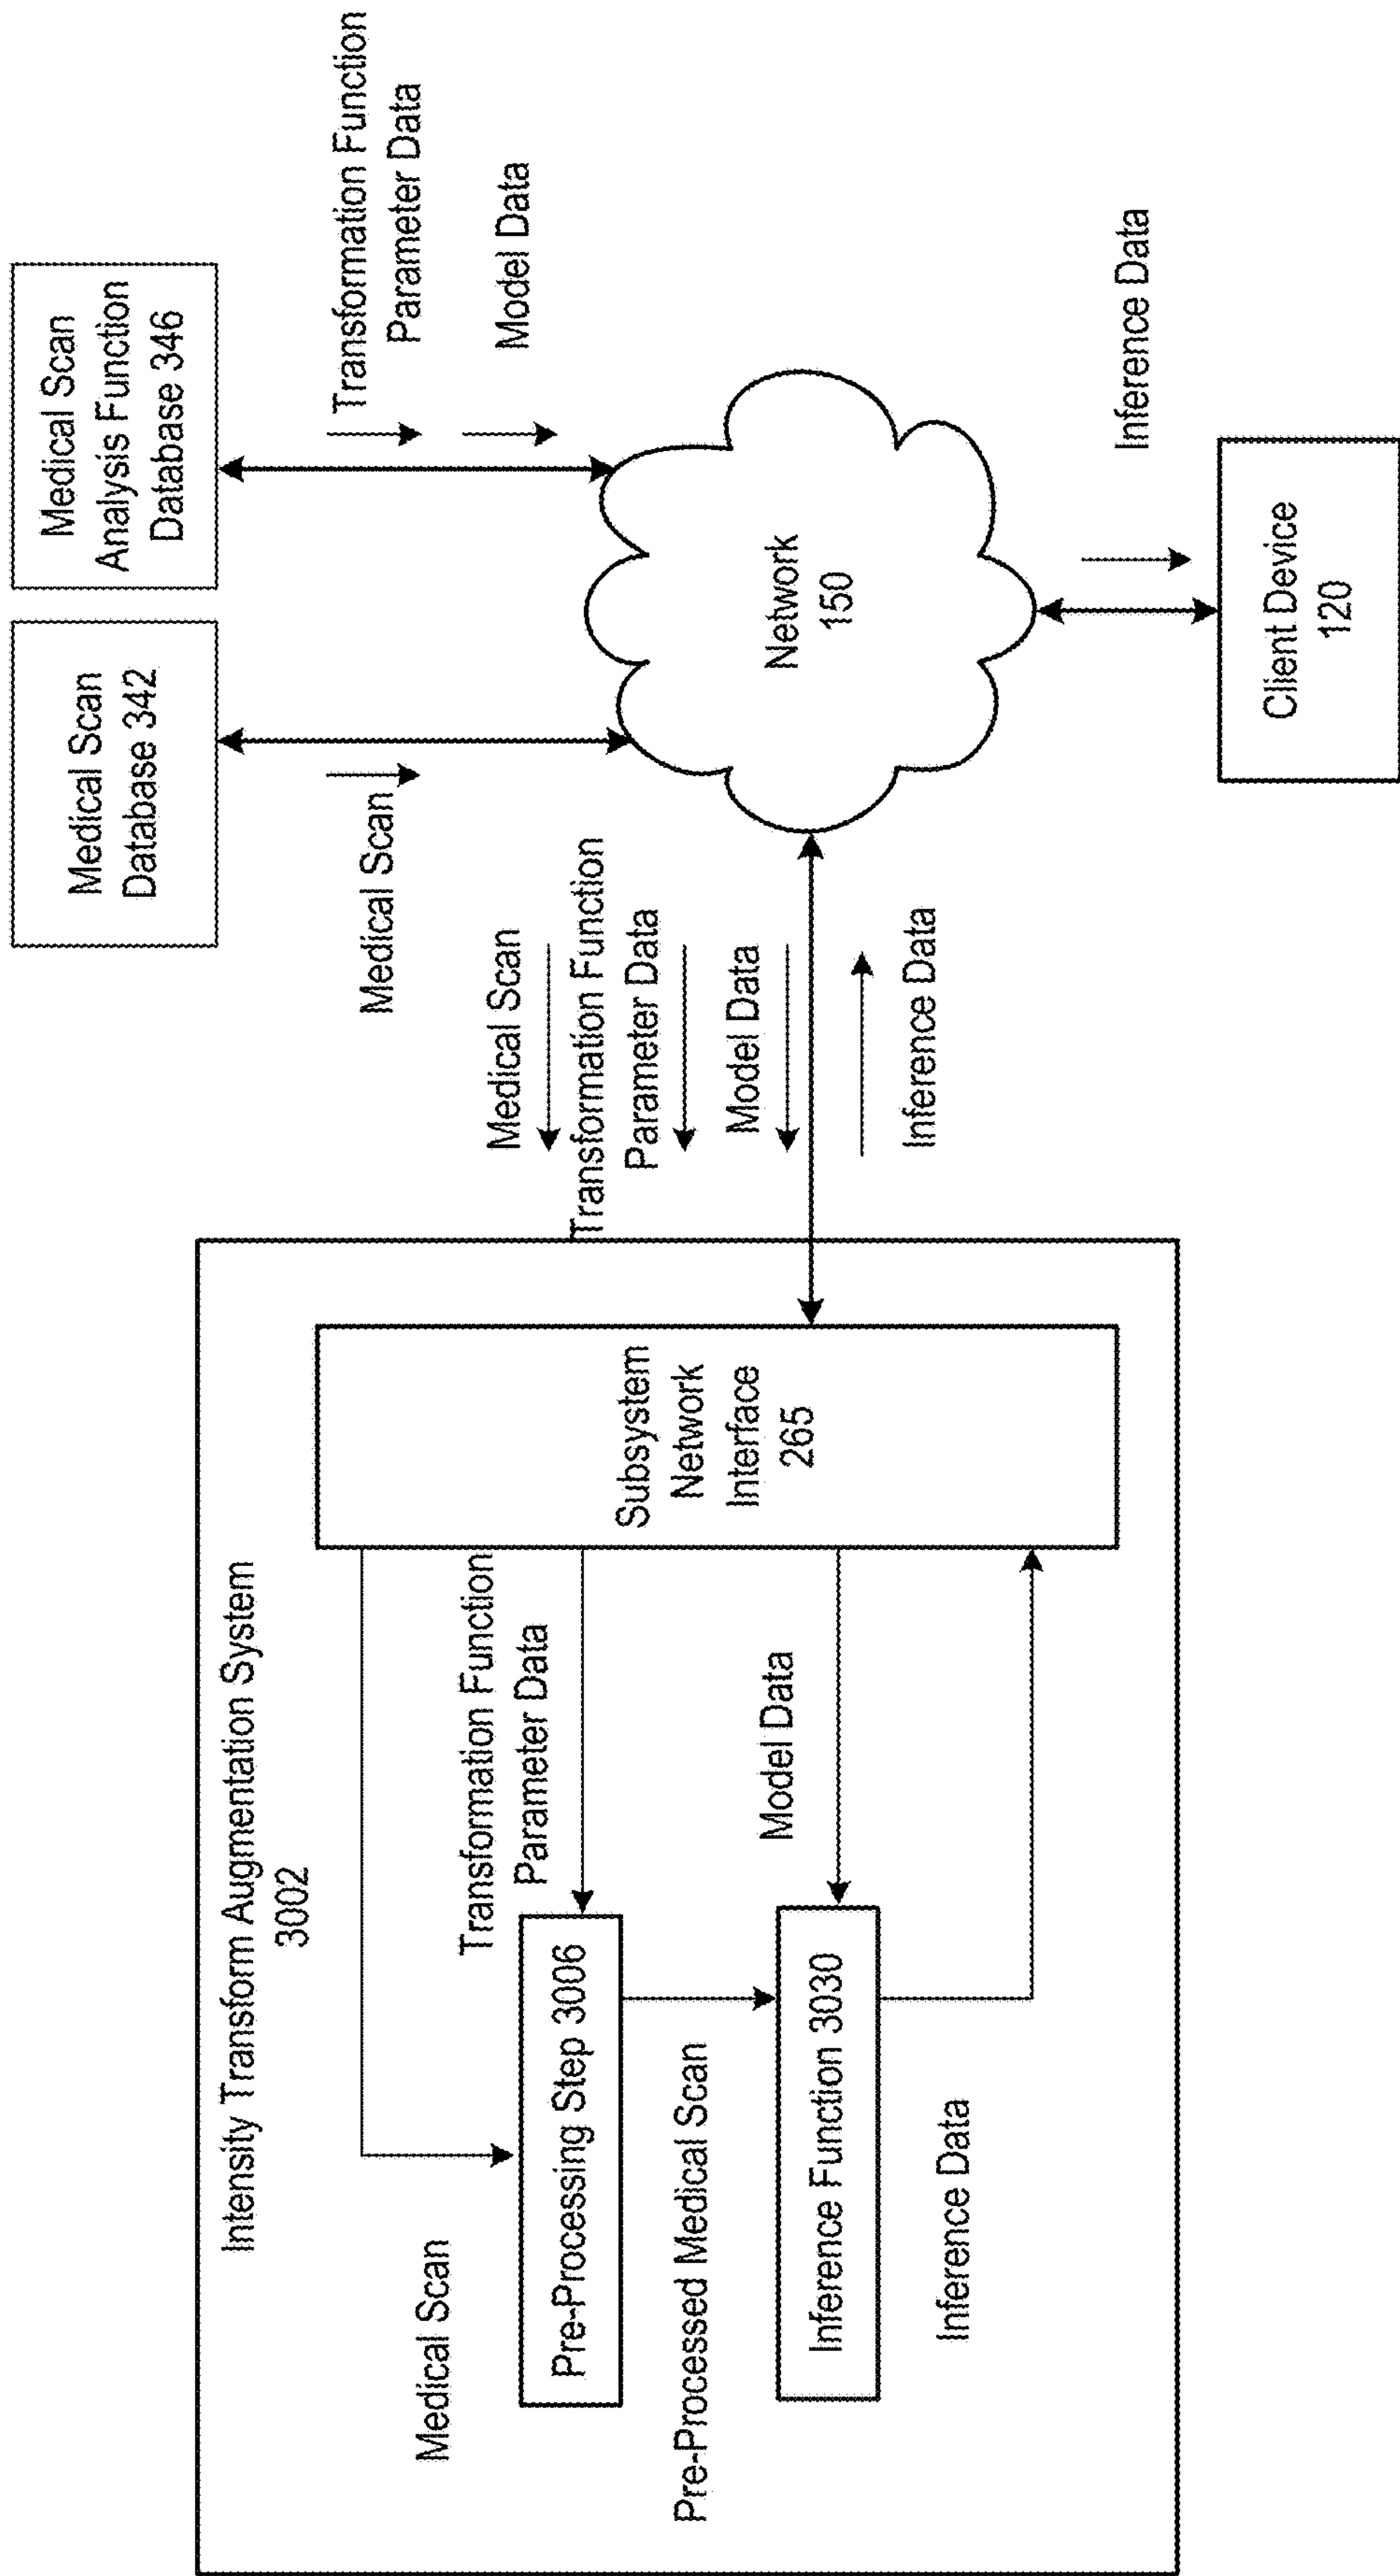 Intensity Transform Augmentation System
3002
Medical Scan
Transformation Function
Parameter Data
Pre-Processing Step 3006
Pre-Processed Medical Scan
Model Data
Inference Function 3030
Inference Data
Subsystem
Network
Interface
265
Medical Scan
Transformation Function
Parameter Data
Model Data
Inference Data
Medical Scan
Database 342
Medical Scan
Medical Scan
Analysis Function
Database 346
Transformation Function
Parameter Data
Model Data
Network
150
Inference Data
Client Device
120